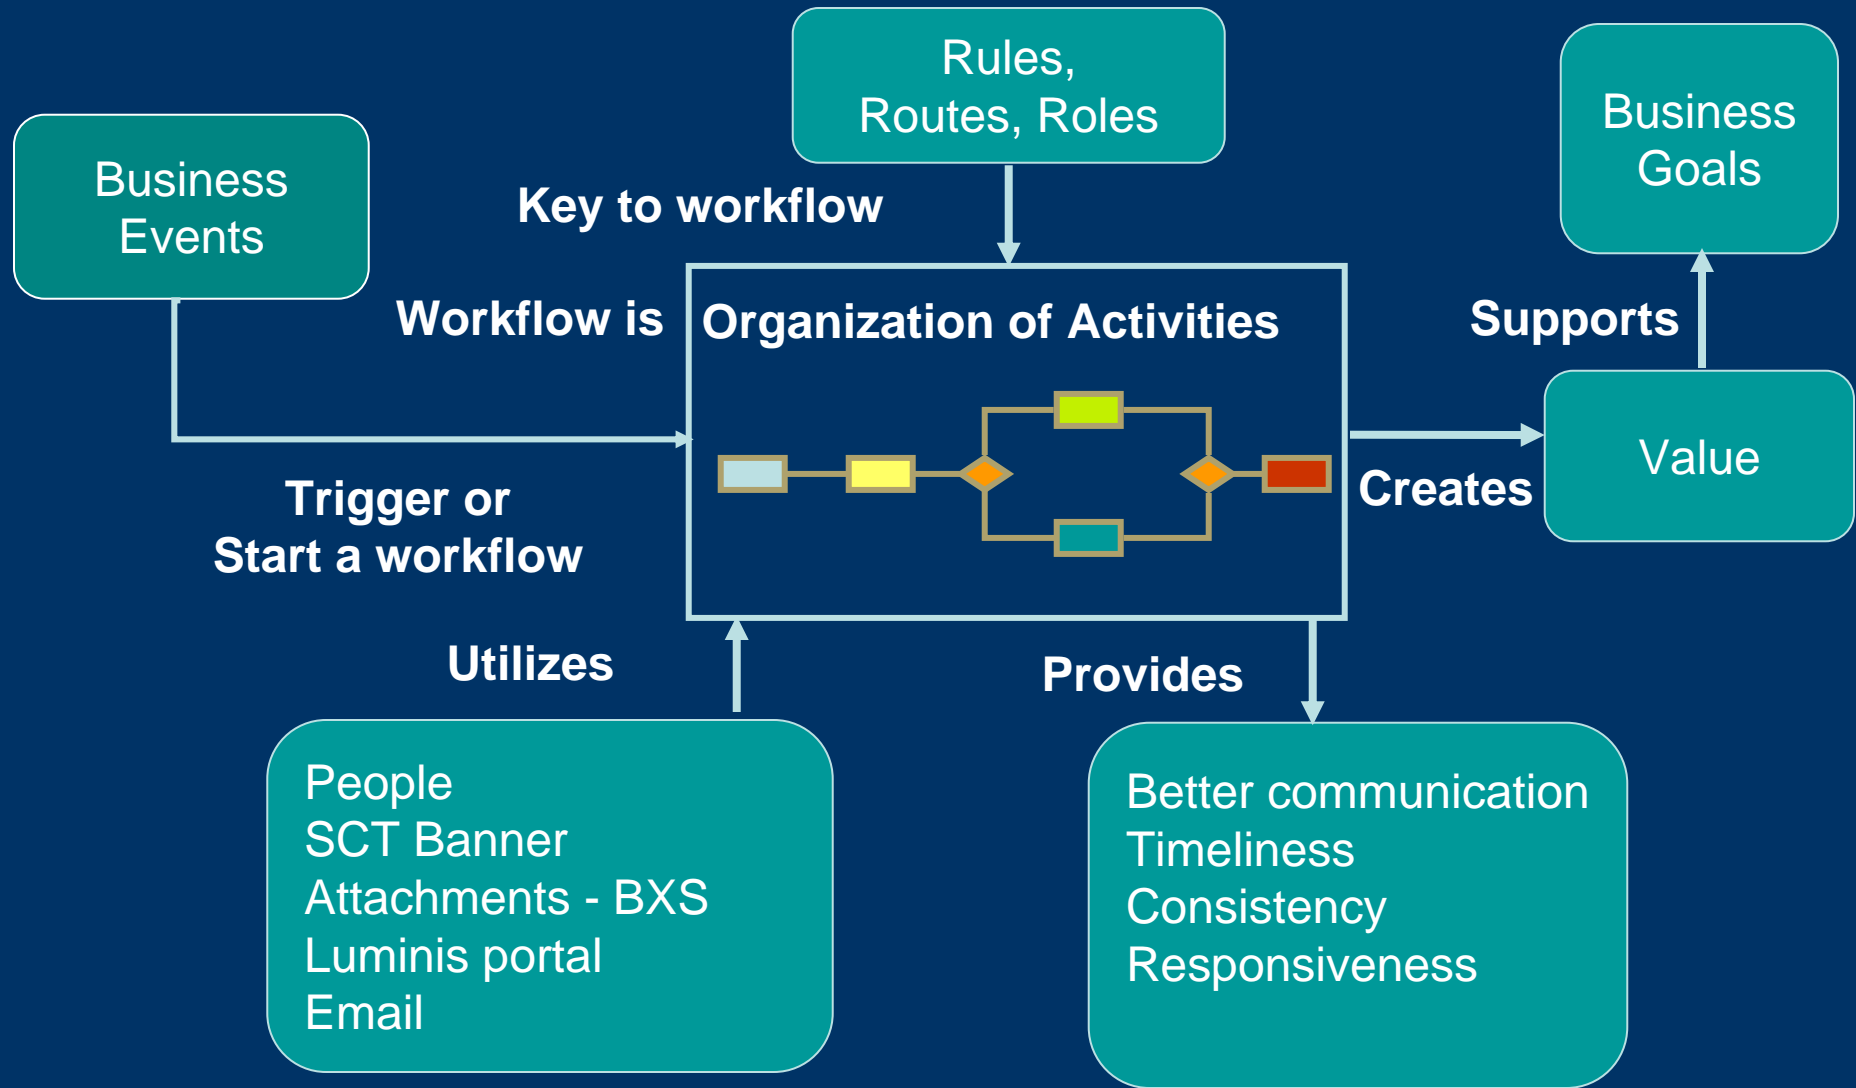 Rules,
Routes, Roles
Business
Goals
Business
Events
Key to workflow
Workflow is
Organization of Activities
Supports
Trigger or
Start a workflow
Creates
Value
Utilizes
Provides
People
SCT Banner
Attachments - BXS
Luminis portal
Email
Better communication
Timeliness
Consistency
Responsiveness